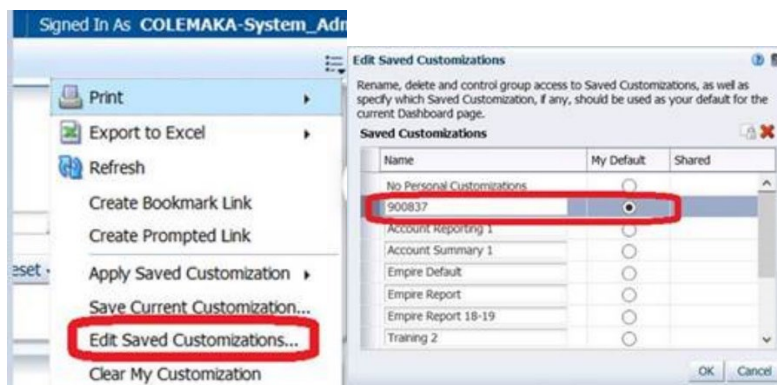 Signed In As COLEMAKA-System_Adm
Print
Export to Excel
Refresh
Create Bookmark Link
Create Prompted Link
eset
Apply Saved Customization
Save Current Customization...
Edit Saved Customizations...
Clear My Customization
Edit Saved Customizations
Rename, delete and control group access to Saved Customizations, as well as
specify which Saved Customization, if any, should be used as your default for the
current Dashboard page.
Saved Customizations
Name My Default Shared
No Personal Customizations
900837
Account Reporting 1
Account Summary 1
Empire Default
Empire Report
Empire Report 18-19
Training 2
OK Cancel